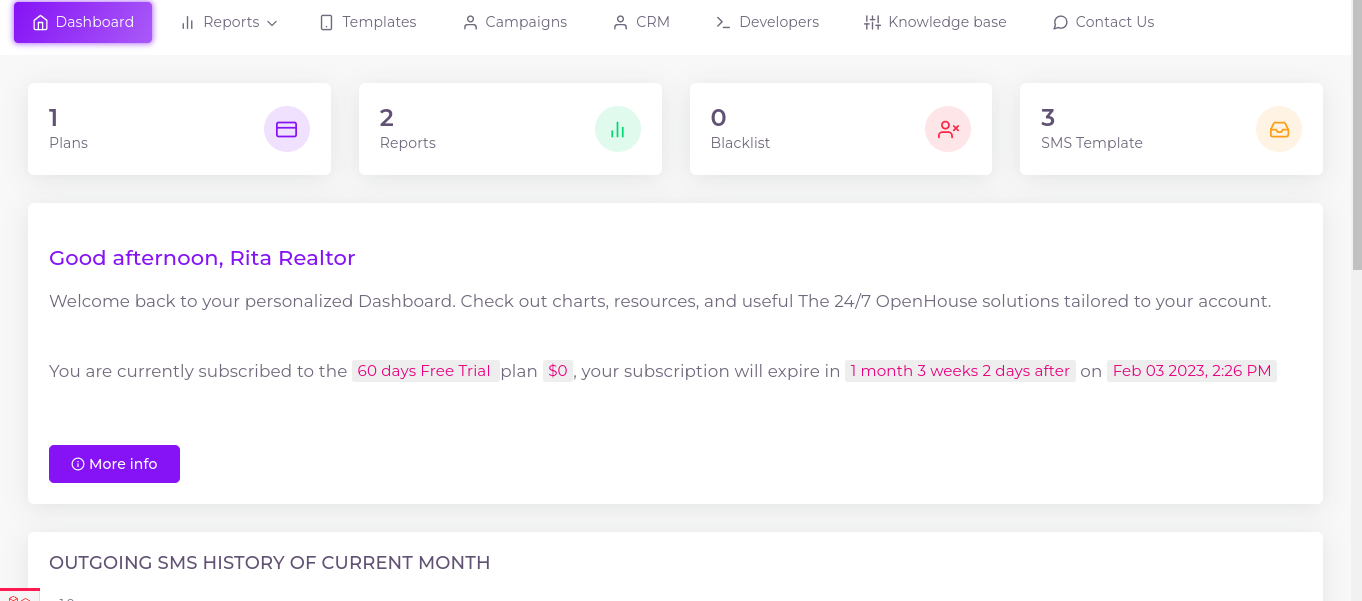 Dashboard Reports Templates Campaigns CRM Developers Knowledge base Contact Us
1 2 0 3
Plans Reports Blacklist SMS Template
Good afternoon, Rita Realtor
Welcome back to your personalized Dashboard. Check out charts, resources, and useful The 24/7 OpenHouse solutions tailored to your account.
You are currently subscribed to the 60 days Free Trial plan $0, your subscription will expire in 1 month 3 weeks 2 days after on Feb 03 2023, 2:26 PM
More info
OUTGOING SMS HISTORY OF CURRENT MONTH